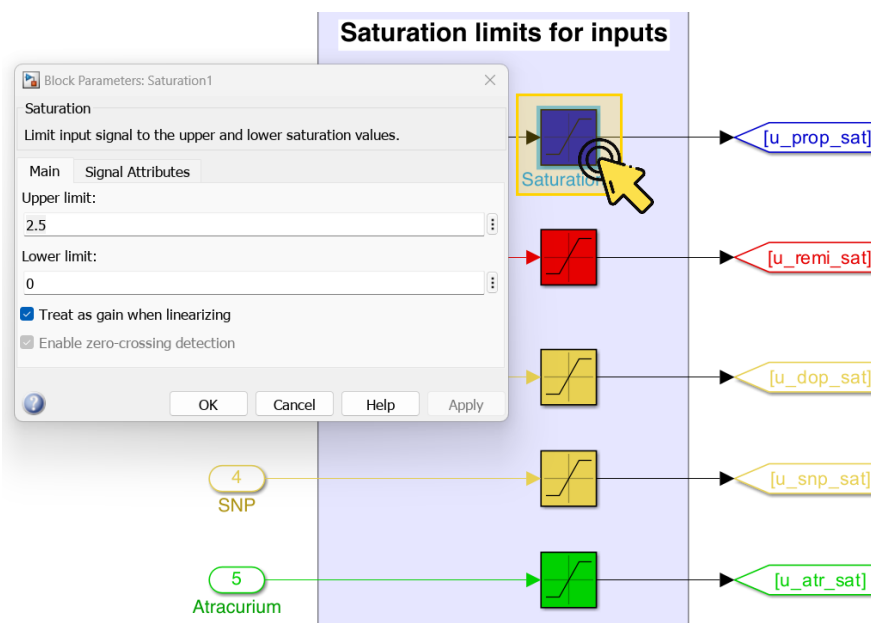 Saturation limits for inputs
Block Parameters: Saturation1
Saturation
Limit input signal to the upper and lower saturation values.
Main
Signal Attributes
Upper limit:
2.5
Lower limit:
0
Treat as gain when linearizing
Enable zero-crossing detection
OK
Cancel
Help
Apply
[u_prop_sat]
[u_remi_sat]
[u_dop_sat]
4
SNP
[u_snp_sat]
5
Atracurium
[u_atr_sat]